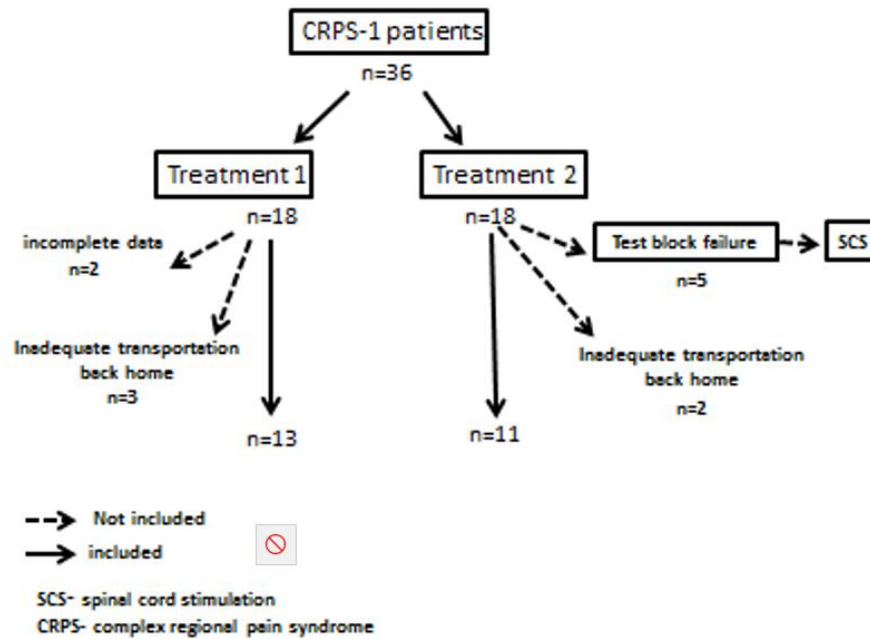 CRPS-1 patients
n=36
Treatment 1
n=18
Treatment 2
n=18
incomplete data
n=2
Inadequate transportation
back home
n=3
n=13
Test block failure
n=5
SCS
Inadequate transportation
back home
n=2
n=11
Not included
included
SCS- spinal cord stimulation
CRPS- complex regional pain syndrome